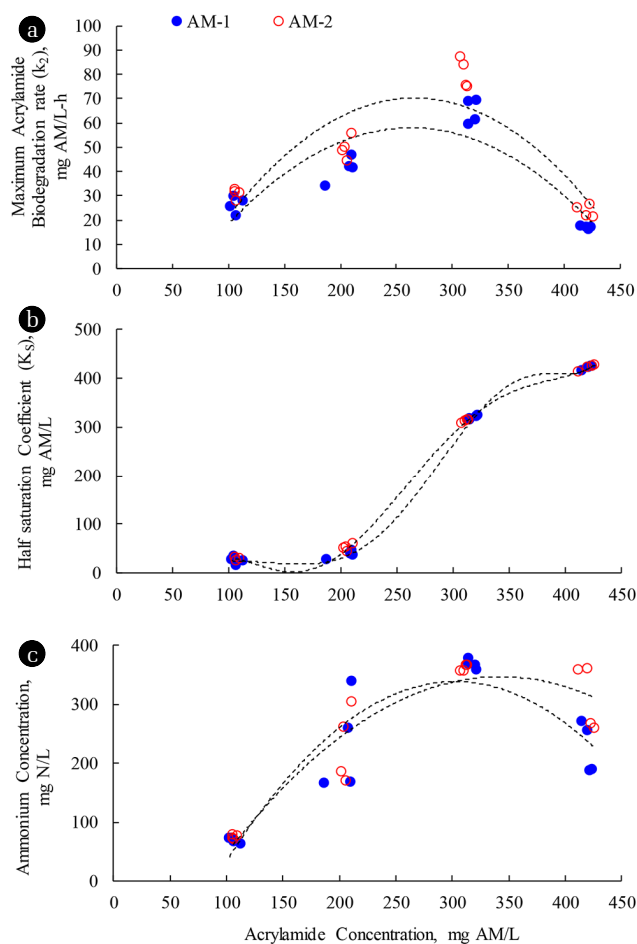 a
AM-1 AM-2
Maximum Acrylamide
Biodegradation rate (k2),
mg AM/L-h
100
90
80
70
60
50
40
30
20
10
0
0 50 100 150 200 250 300 350 400 450
b
Half saturation Coefficient (KS),
mg AM/L
500
400
300
200
100
0
0 50 100 150 200 250 300 350 400 450
c
Ammonium Concentration,
mg N/L
400
300
200
100
0
0 50 100 150 200 250 300 350 400 450
Acrylamide Concentration, mg AM/L